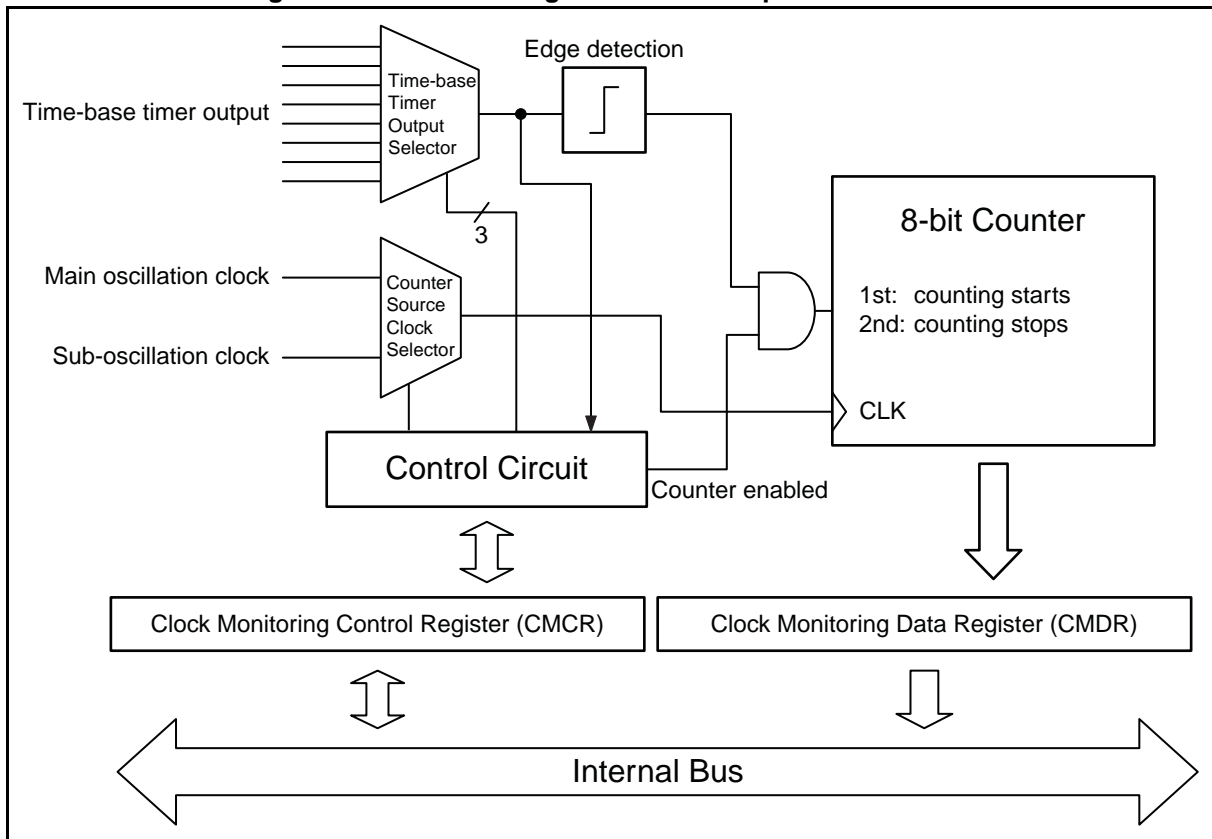 Edge detection
Time-base timer output
Time-base
Timer
Output
Selector
3
8-bit Counter
1st: counting starts
2nd: counting stops
CLK
Main oscillation clock
Sub-oscillation clock
Counter
Source
Clock
Selector
Control Circuit
Counter enabled
Clock Monitoring Control Register (CMCR)
Clock Monitoring Data Register (CMDR)
Internal Bus